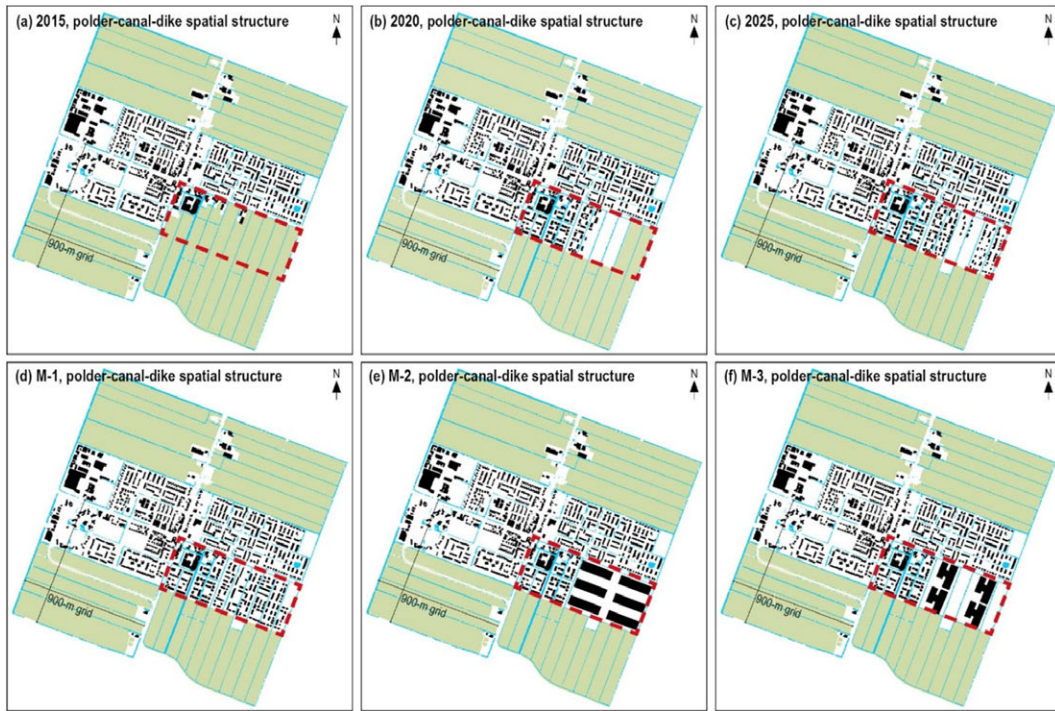 (a) 2015, polder-canal-dike spatial structure
N
900-m grid
(b) 2020, polder-canal-dike spatial structure
N
900-m grid
(c) 2025, polder-canal-dike spatial structure
N
900-m grid
(d) M-1, polder-canal-dike spatial structure
N
900-m grid
(e) M-2, polder-canal-dike spatial structure
N
900-m grid
(f) M-3, polder-canal-dike spatial structure
N
900-m grid